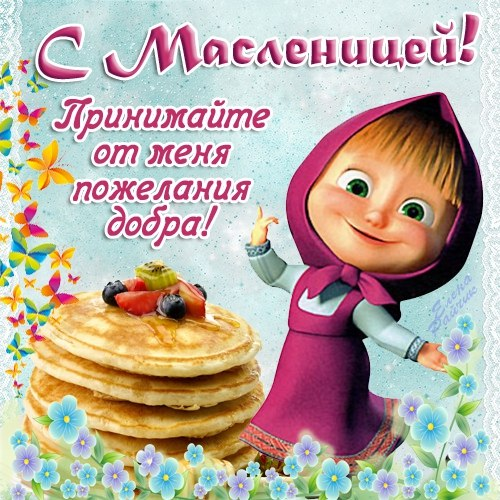 С Масленицей!
Принимайте
от меня
пожелания
добра!